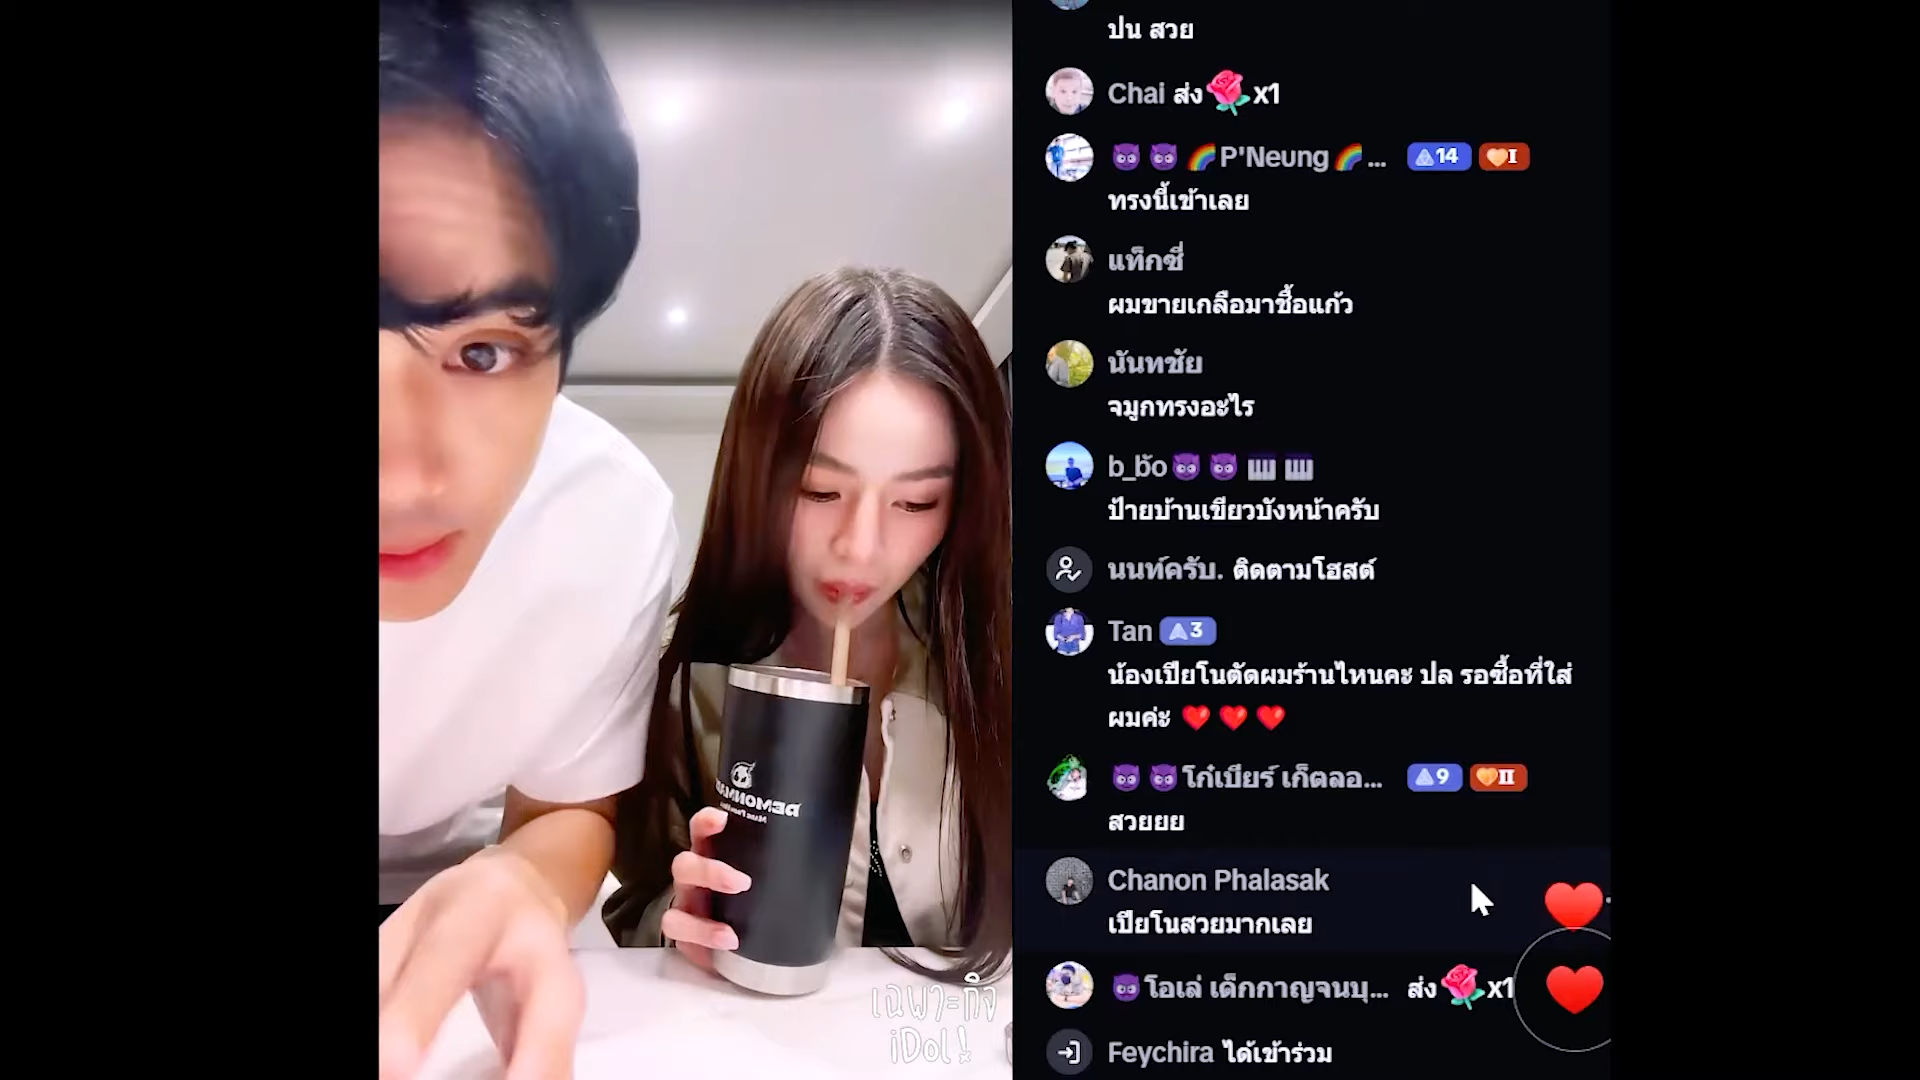 ปน สวย
Chai ส่ง x1
P'Neung ... 14 I
ทรงนี้เข้าเลย
แท็กซี่
ผมขายเกลือมาซื้อแก้ว
นันทชัย
จมูกทรงอะไร
b_bo
ป้ายบ้านเขียวบังหน้าครับ
นนท์ครับ. ติดตามโฮสต์
Tan 3
น้องเปียโนตัดผมร้านไหนคะ ปล รอซื้อที่ใส่
ผมค่ะ
โก๋เบียร์ เก็ตลอ... 9 II
สวยยย
Chanon Phalasak
เปียโนสวยมากเลย
โอเล่ เด็กกาญจนบุ... ส่ง x1
Feychira ได้เข้าร่วม
เฉพาะกิจ
iDol!